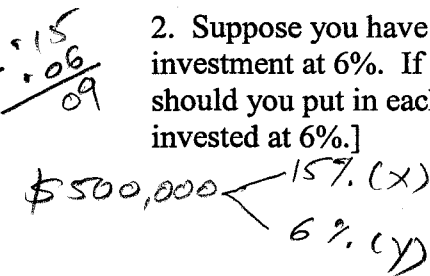 .15
.06
.09
2. Suppose you have
investment at 6%. If
should you put in eac
invested at 6%.]
$500,000 15%. (x)
6%. (y)